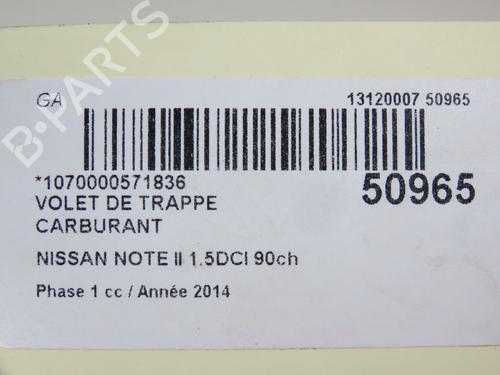 GA
13120007 50965
*1070000571836
50965
VOLET DE TRAPPE
CARBURANT
NISSAN NOTE II 1.5DCI 90ch
Phase 1 cc / Année 2014
B-PARTS